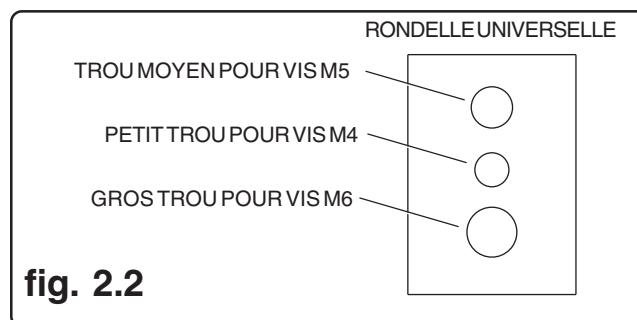 RONDELLE UNIVERSELLE
TROU MOYEN POUR VIS M5
PETIT TROU POUR VIS M4
GROS TROU POUR VIS M6
fig. 2.2